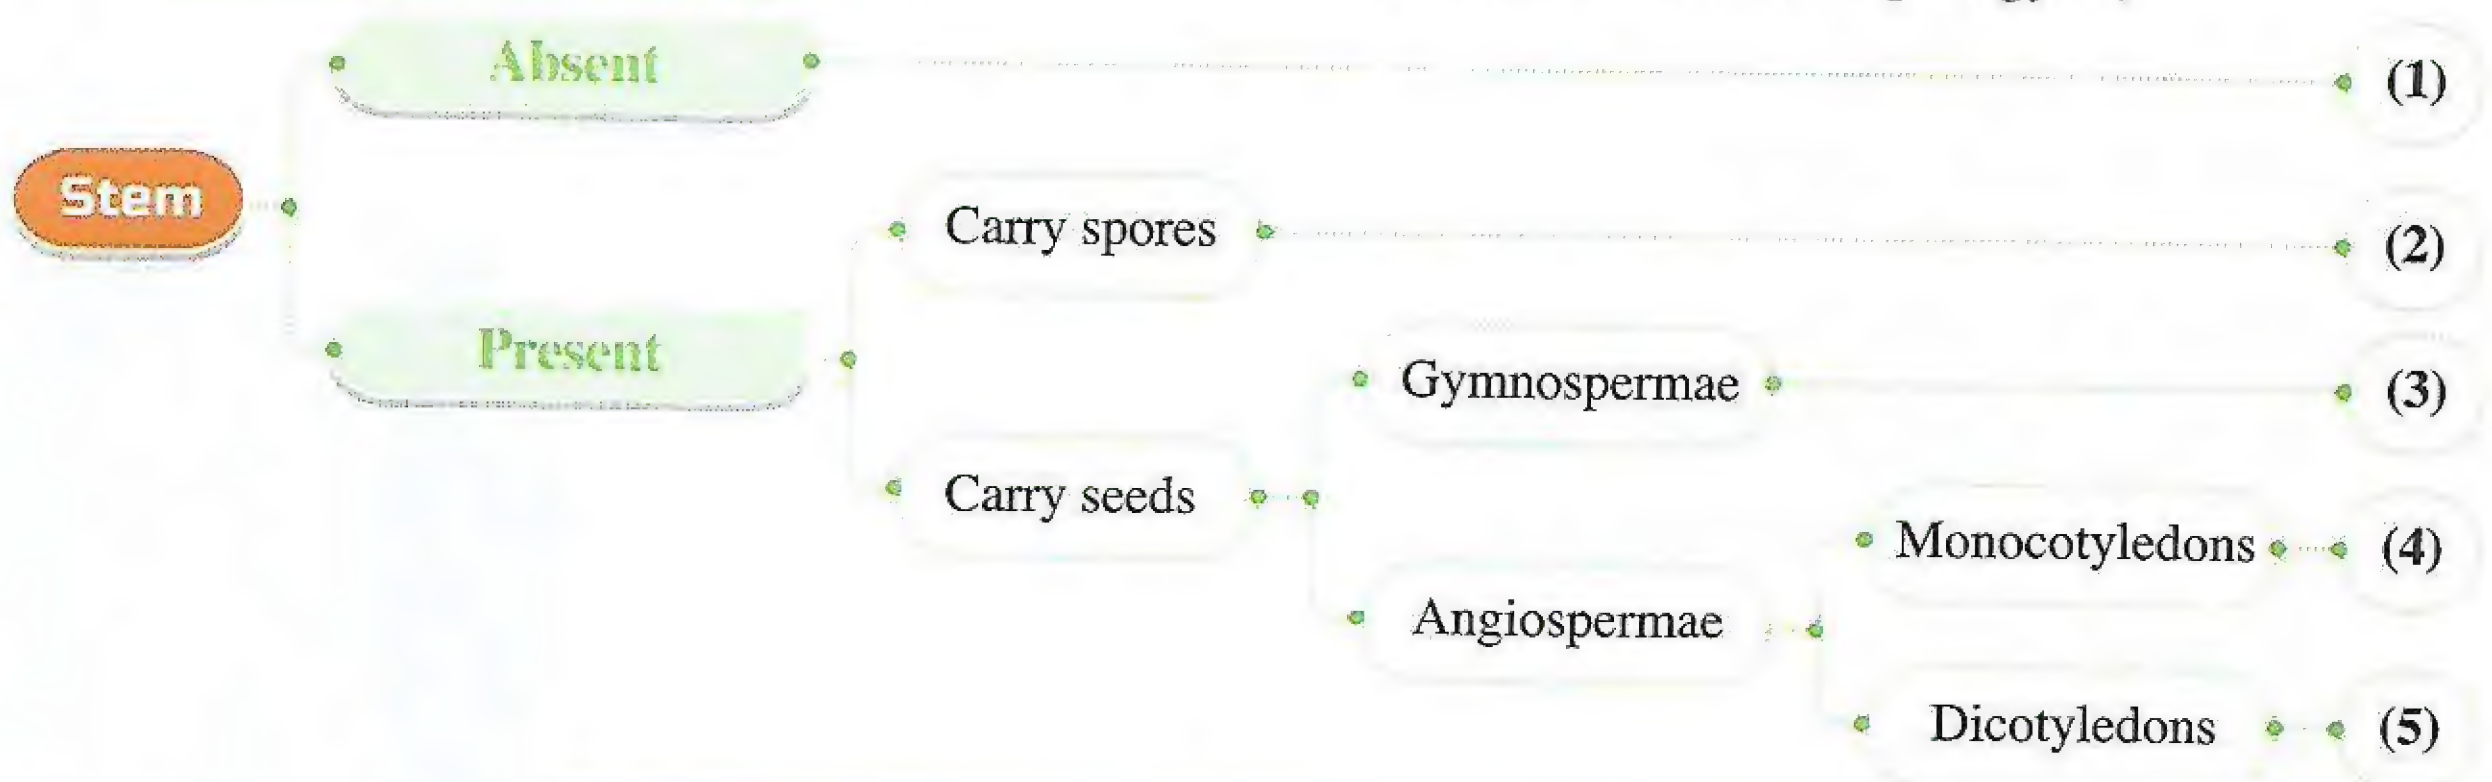 Absent
(1)
Stem
Carry spores
(2)
Present
Gymnospermae
(3)
Carry seeds
Monocotyledons
(4)
Angiospermae
Dicotyledons
(5)